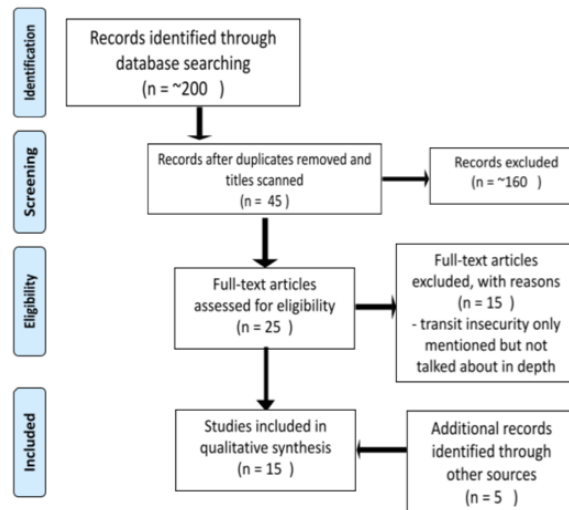 Identification
Records identified through
database searching
(n = ~200 )
Screening
Records after duplicates removed and
titles scanned
(n = 45 )
Records excluded
(n = ~160 )
Eligibility
Full-text articles
assessed for eligibility
(n = 25 )
Full-text articles
excluded, with reasons
(n = 15 )
- transit insecurity only
mentioned but not
talked about in depth
Included
Studies included in
qualitative synthesis
(n = 15 )
Additional records
identified through
other sources
(n = 5 )